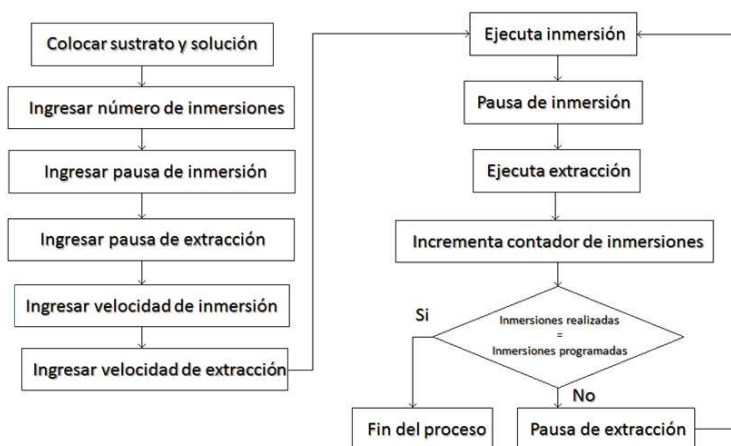 Colocar sustrato y solución
Ingresar número de inmersiones
Ingresar pausa de inmersión
Ingresar pausa de extracción
Ingresar velocidad de inmersión
Ingresar velocidad de extracción
Ejecuta inmersión
Pausa de inmersión
Ejecuta extracción
Incrementa contador de inmersiones
Inmersiones realizadas
=
Inmersiones programadas
Si
No
Fin del proceso
Pausa de extracción